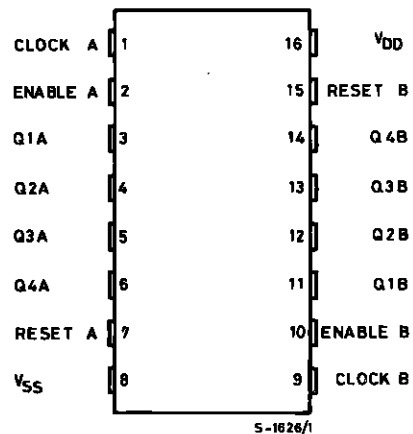 CLOCK A 1 16 VDD
ENABLE A 2 15 RESET B
Q1A 3 14 Q4B
Q2A 4 13 Q3B
Q3A 5 12 Q2B
Q4A 6 11 Q1B
RESET A 7 10 ENABLE B
VSS 8 9 CLOCK B
S-1626/1